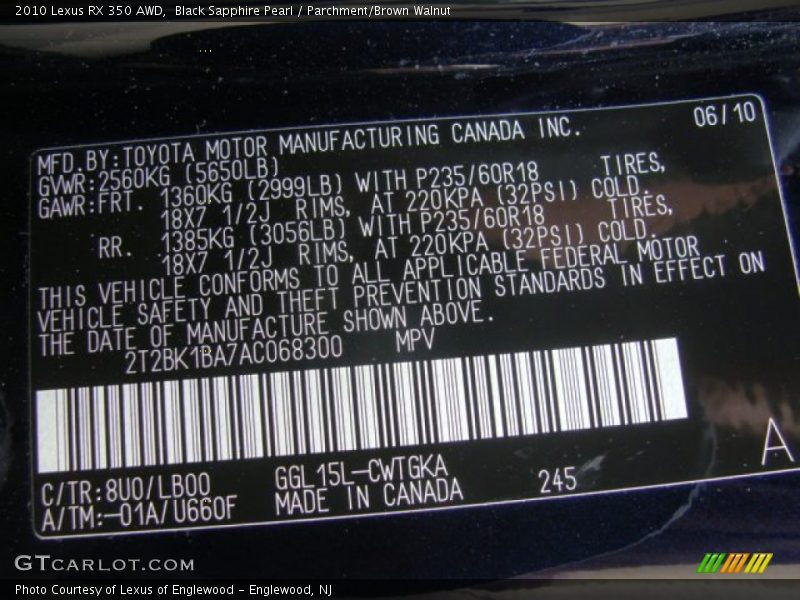 2010 Lexus RX 350 AWD,  Black Sapphire Pearl / Parchment/Brown Walnut
06/10
MFD.BY:TOYOTA MOTOR MANUFACTURING CANADA INC.
GVWR:2560KG (5650LB)
GAWR:FRT. 1360KG (2999LB) WITH P235/60R18 TIRES,
18X7 1/2J RIMS, AT 220KPA (32PSI) COLD.
RR. 1385KG (3056LB) WITH P235/60R18 TIRES,
18X7 1/2J RIMS, AT 220KPA (32PSI) COLD.
THIS VEHICLE CONFORMS TO ALL APPLICABLE FEDERAL MOTOR
VEHICLE SAFETY AND THEFT PREVENTION STANDARDS IN EFFECT ON
THE DATE OF MANUFACTURE SHOWN ABOVE.
2T2BK1BA7AC068300 MPV
A
C/TR:8U0/LB00 GGL15L-CWTGKA 245
A/TM:-01A/U660F MADE IN CANADA
GTCARLOT.COM
Photo Courtesy of Lexus of Englewood - Englewood, NJ